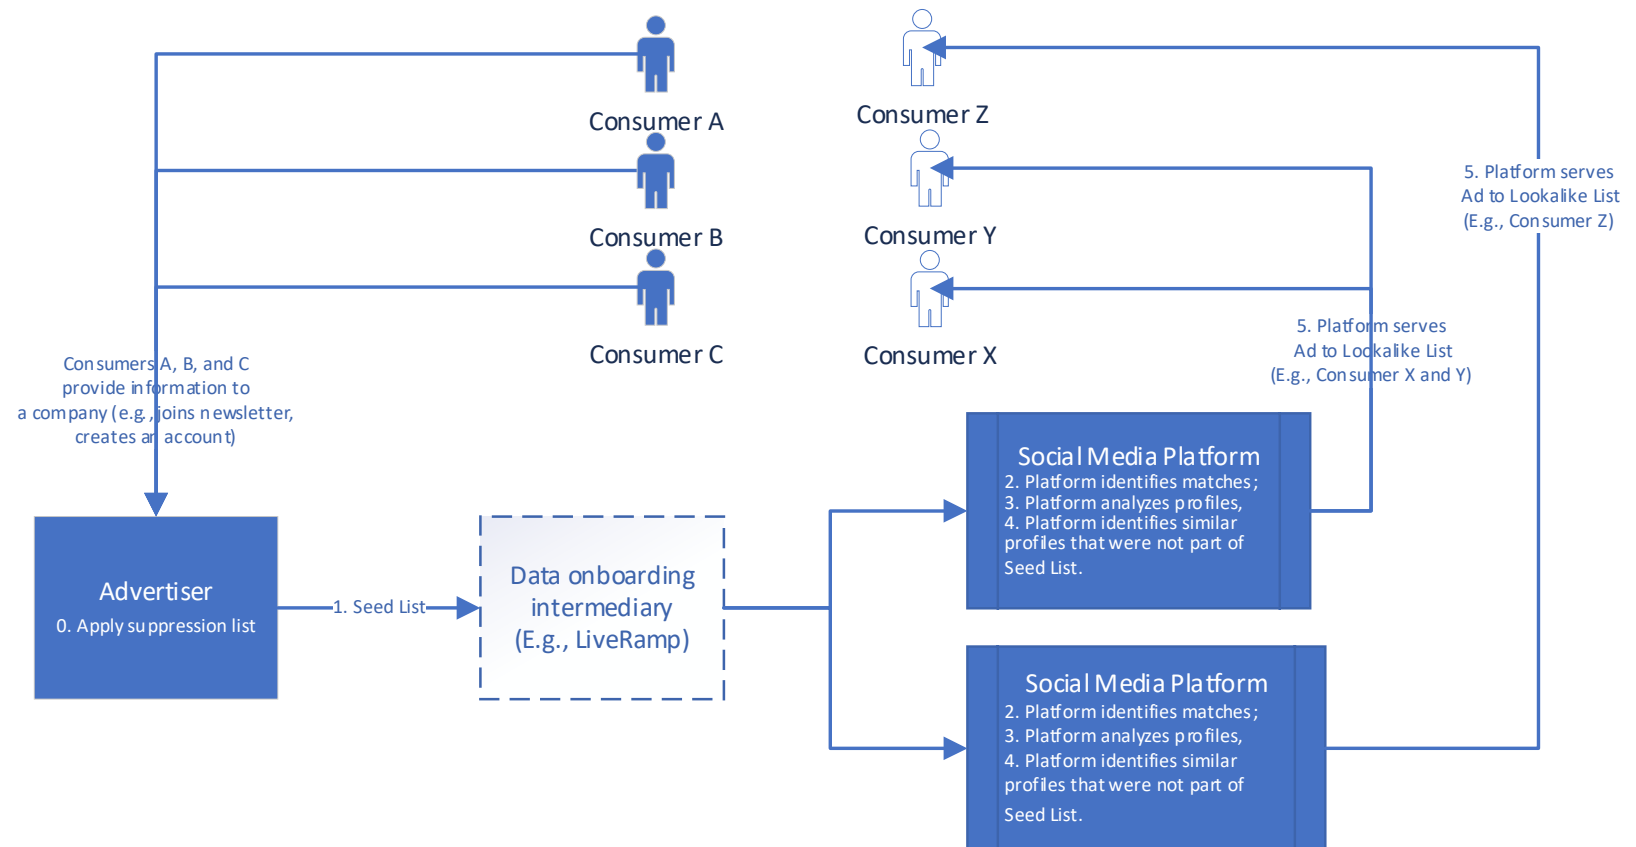 Consumer A
Consumer Z
Consumer B
Consumer Y
Consumer C
Consumer X
5. Platform serves
Ad to Lookalike List
(E.g., Consumer Z)
5. Platform serves
Ad to Lookalike List
(E.g., Consumer X and Y)
Consumers A, B, and C
provide information to
a company (e.g., joins newsletter,
creates an account)
Advertiser
0. Apply suppression list
1. Seed List
Data onboarding
intermediary
(E.g., LiveRamp)
Social Media Platform
2. Platform identifies matches;
3. Platform analyzes profiles,
4. Platform identifies similar
profiles that were not part of
Seed List.
Social Media Platform
2. Platform identifies matches;
3. Platform analyzes profiles,
4. Platform identifies similar
profiles that were not part of
Seed List.